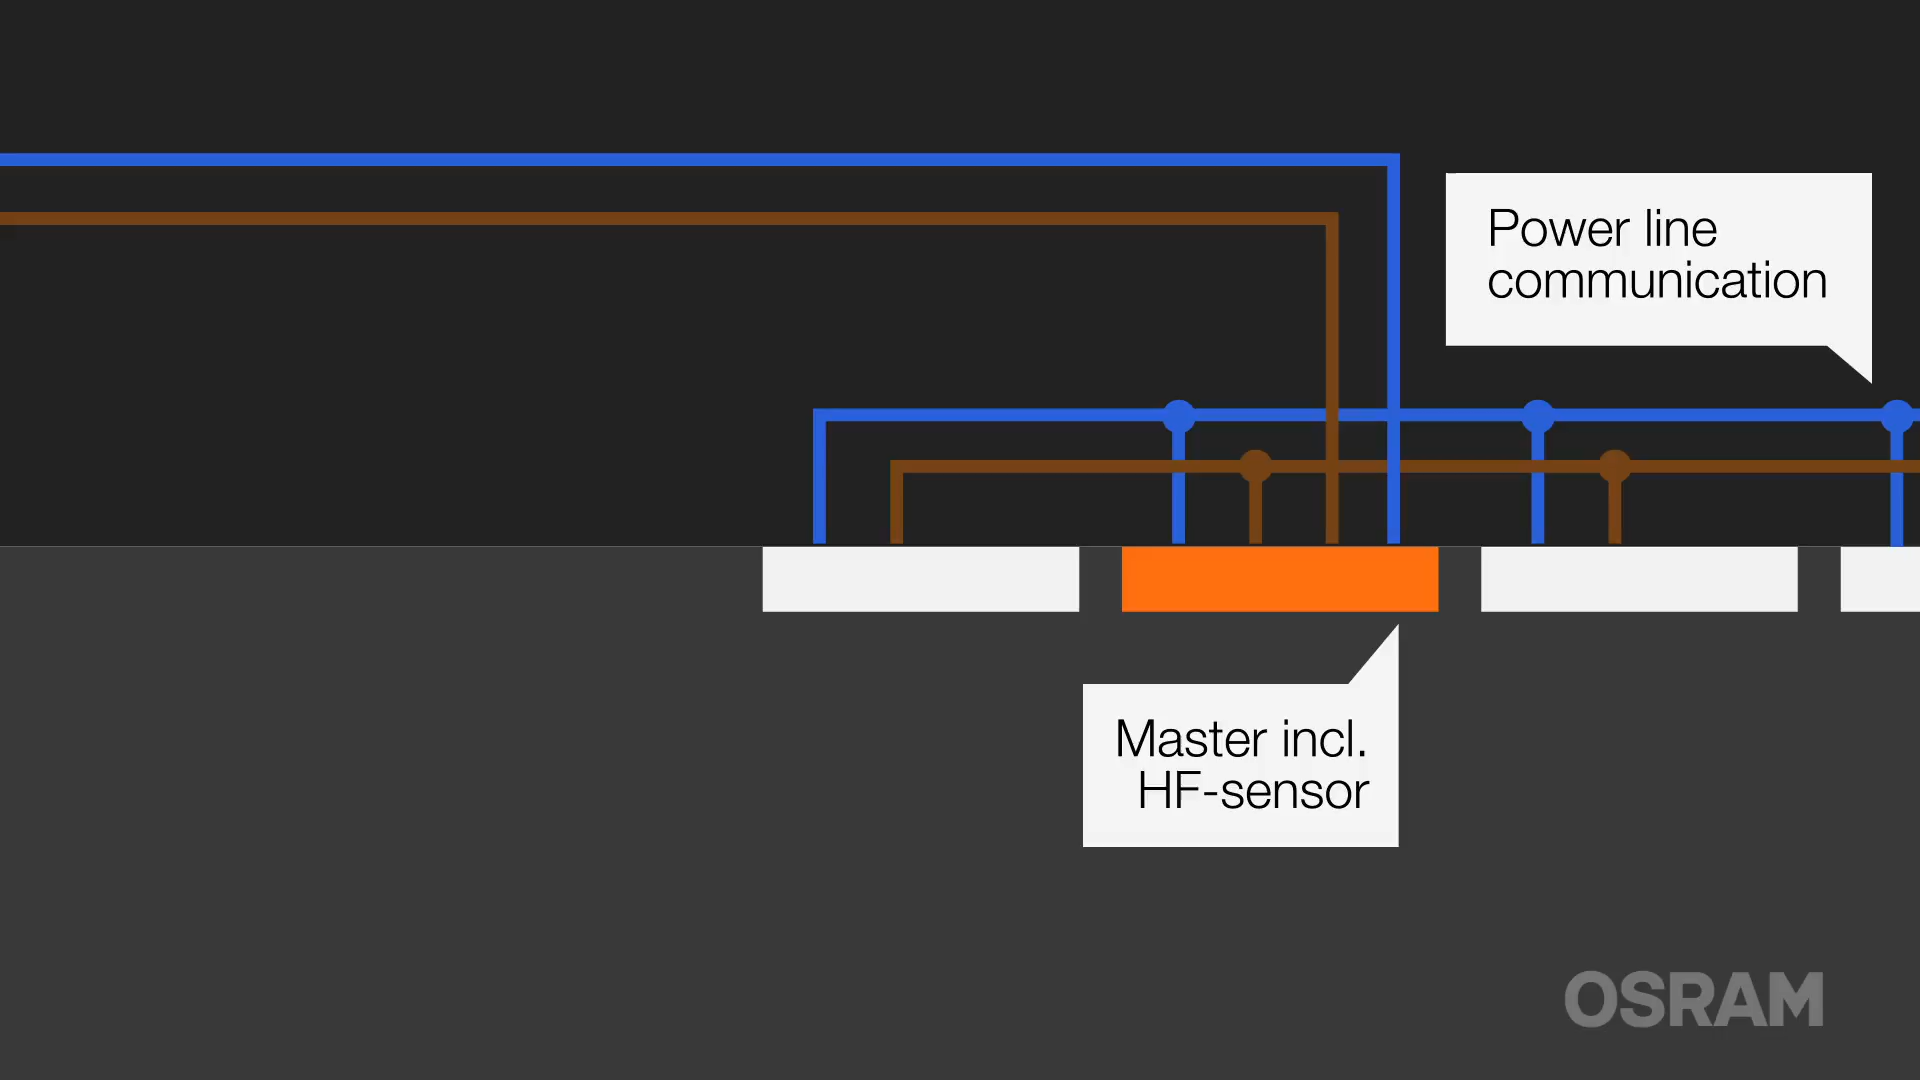 Power line
communication
Master incl.
HF-sensor
OSRAM